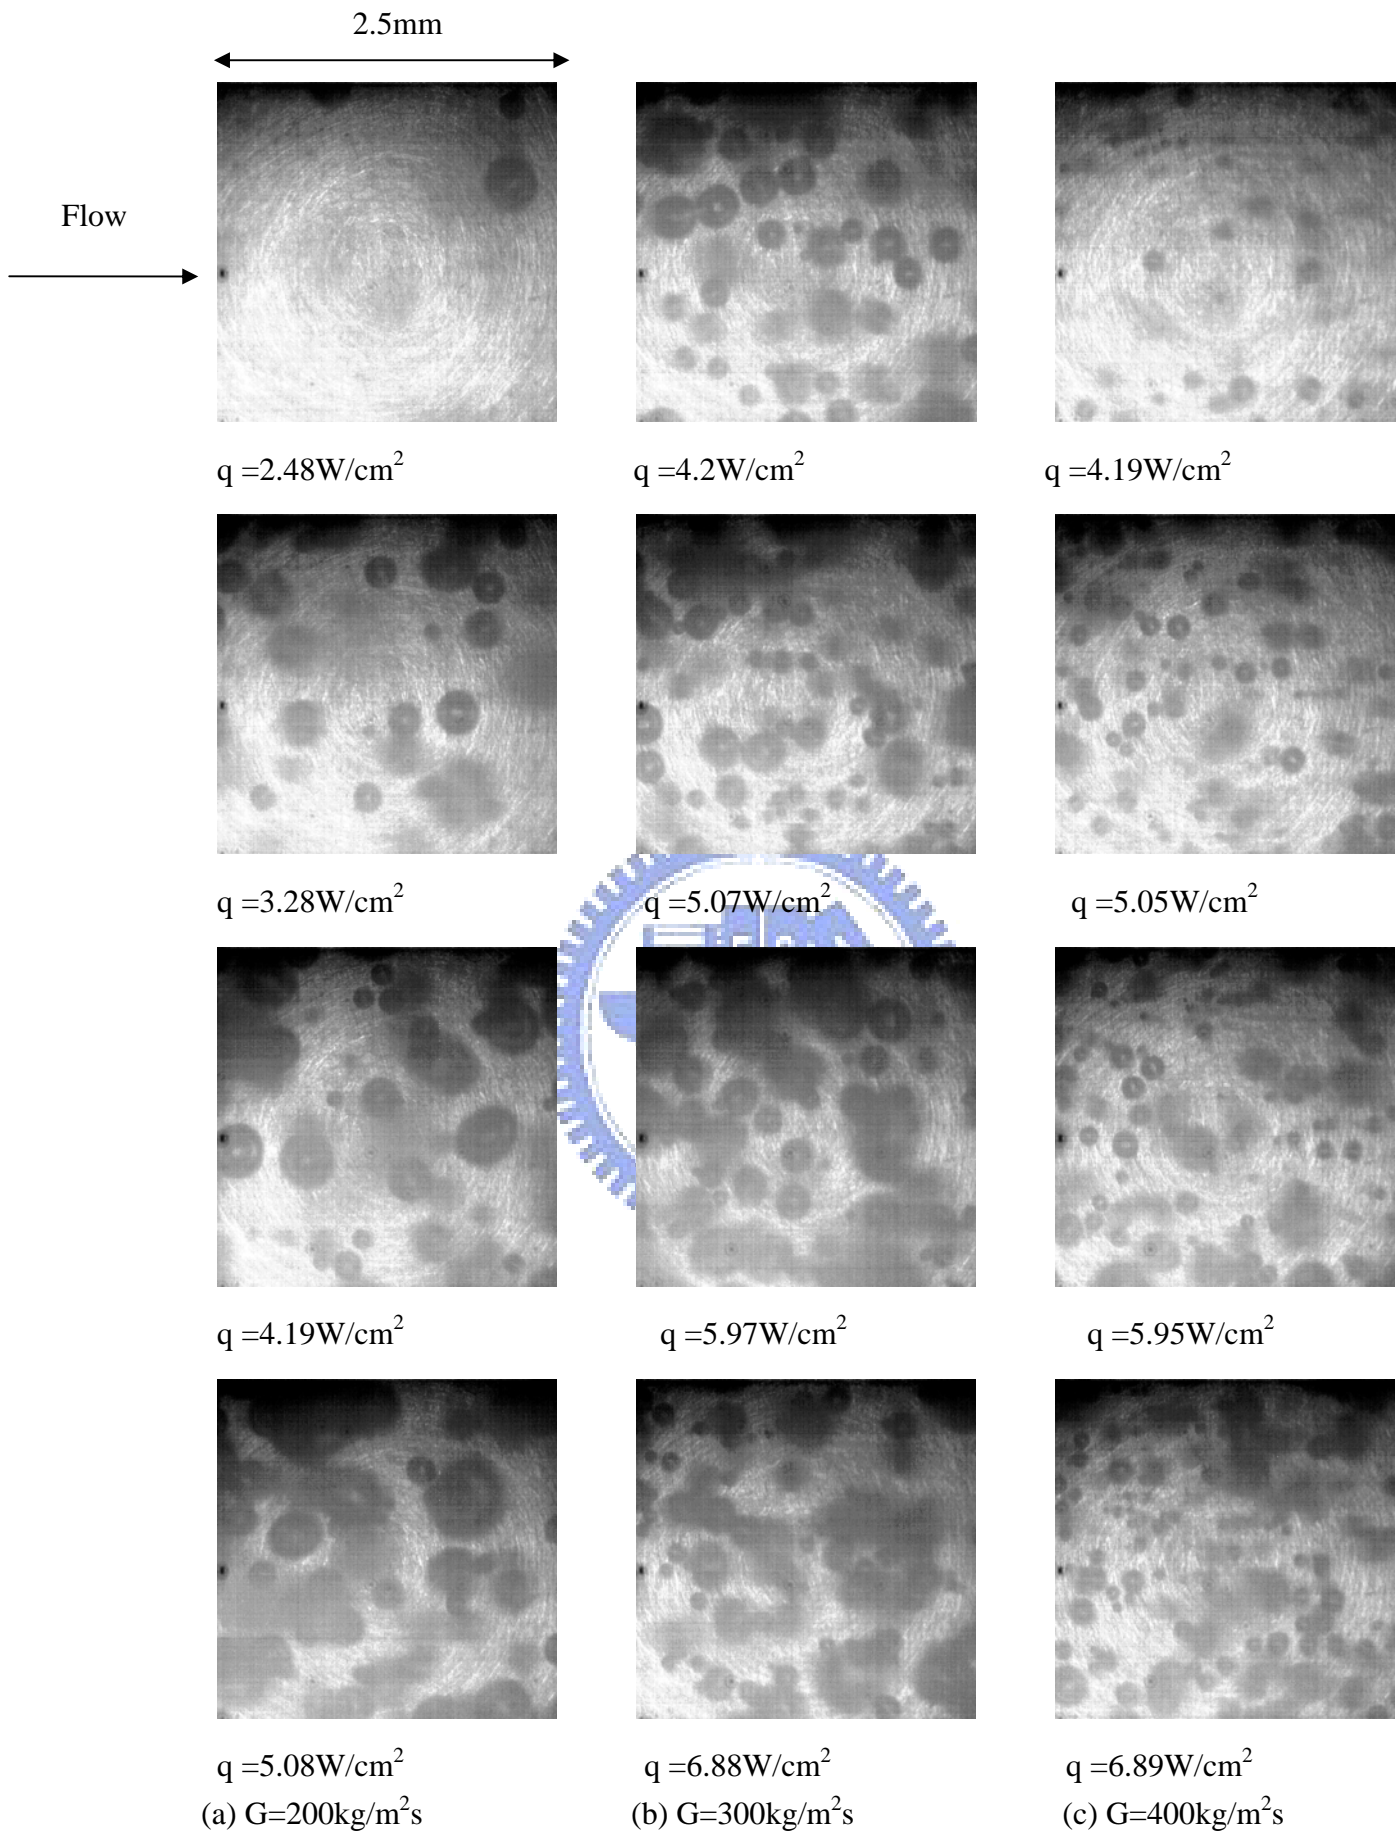 2.5mm
Flow
q =2.48W/cm²
q =4.2W/cm²
q =4.19W/cm²
q =3.28W/cm²
q =5.07W/cm²
q =5.05W/cm²
q =4.19W/cm²
q =5.97W/cm²
q =5.95W/cm²
q =5.08W/cm²
q =6.88W/cm²
q =6.89W/cm²
(a) G=200kg/m²s
(b) G=300kg/m²s
(c) G=400kg/m²s